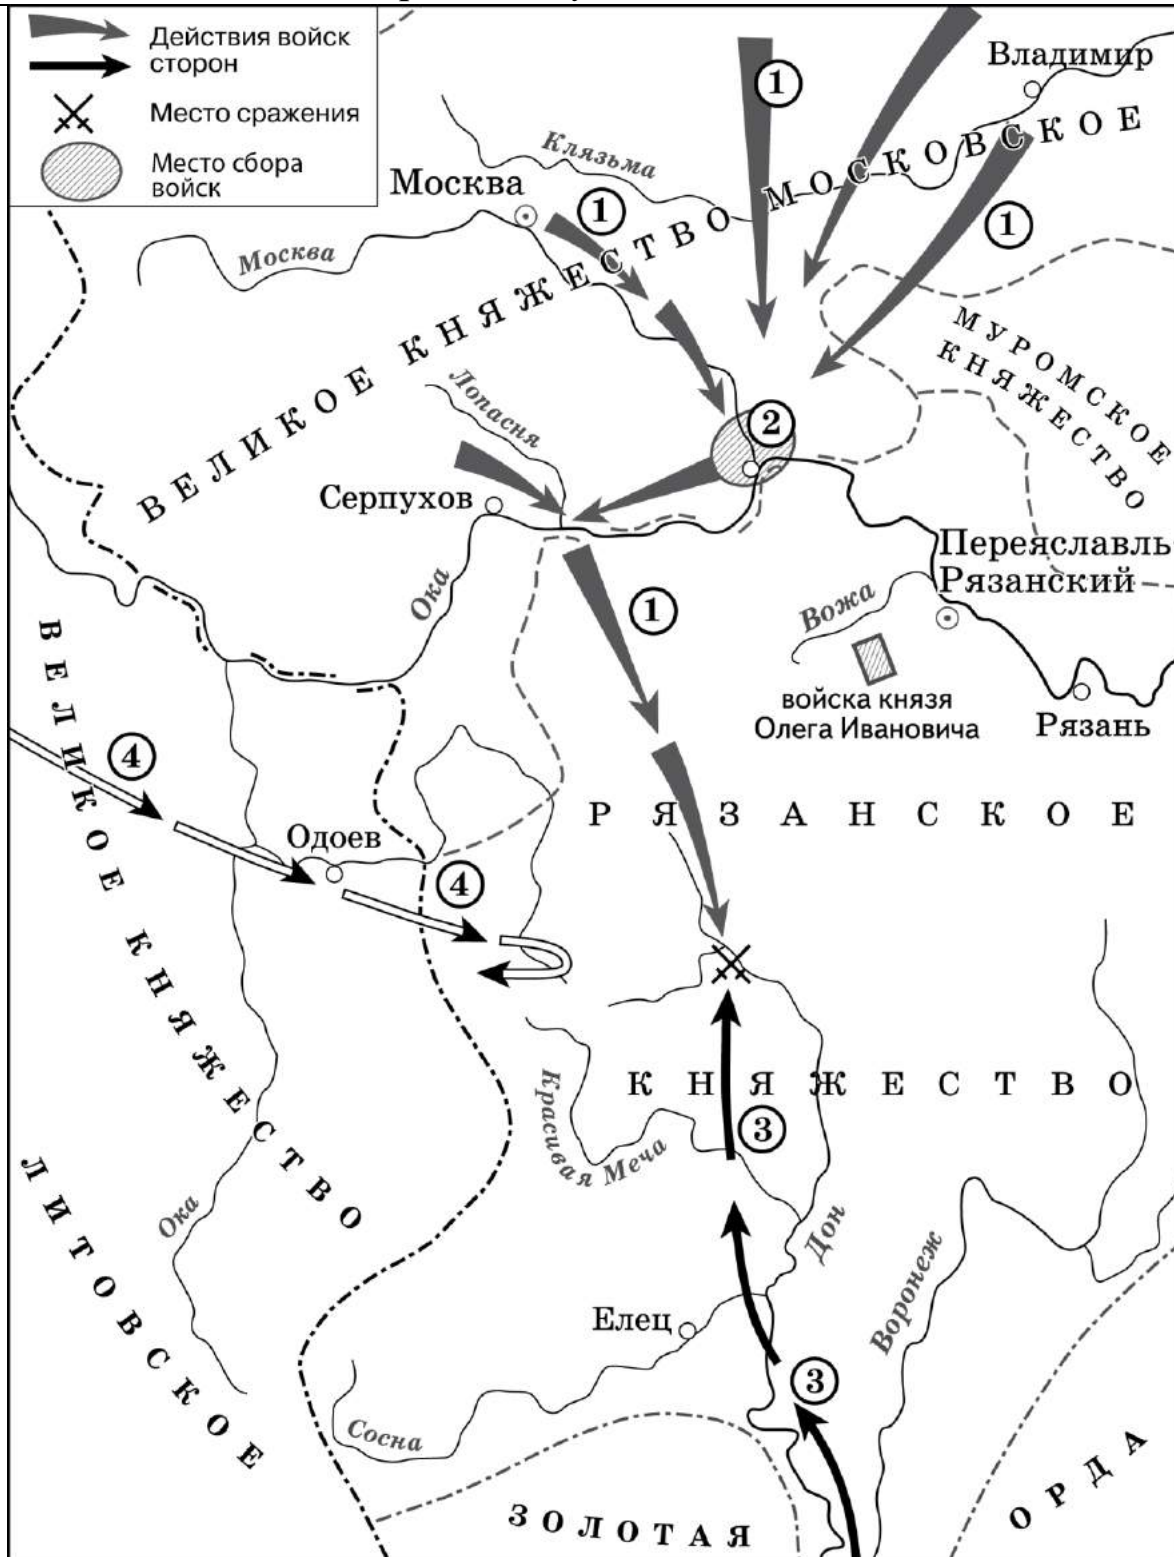 Действия войск
сторон
Место сражения
Место сбора
войск
Владимир
1
Клязьма
Москва
1
1
Москва
ВЕЛИКОЕ КНЯЖЕСТВО МОСКОВСКОЕ
МУРОМСКОЕ
КНЯЖЕСТВО
Лопасня
2
Серпухов
Переяславль-
Рязанский
Ока
1
Вожа
войска князя
Олега Ивановича
Рязань
4
РЯЗАНСКОЕ
Одоев
4
КНЯЖЕСТВО
Красивая Меча
3
ВЕЛИКОЕ КНЯЖЕСТВО
ЛИТОВСКОЕ
Ока
Дон
Воронеж
Елец
3
Сосна
ЗОЛОТАЯ ОРДА